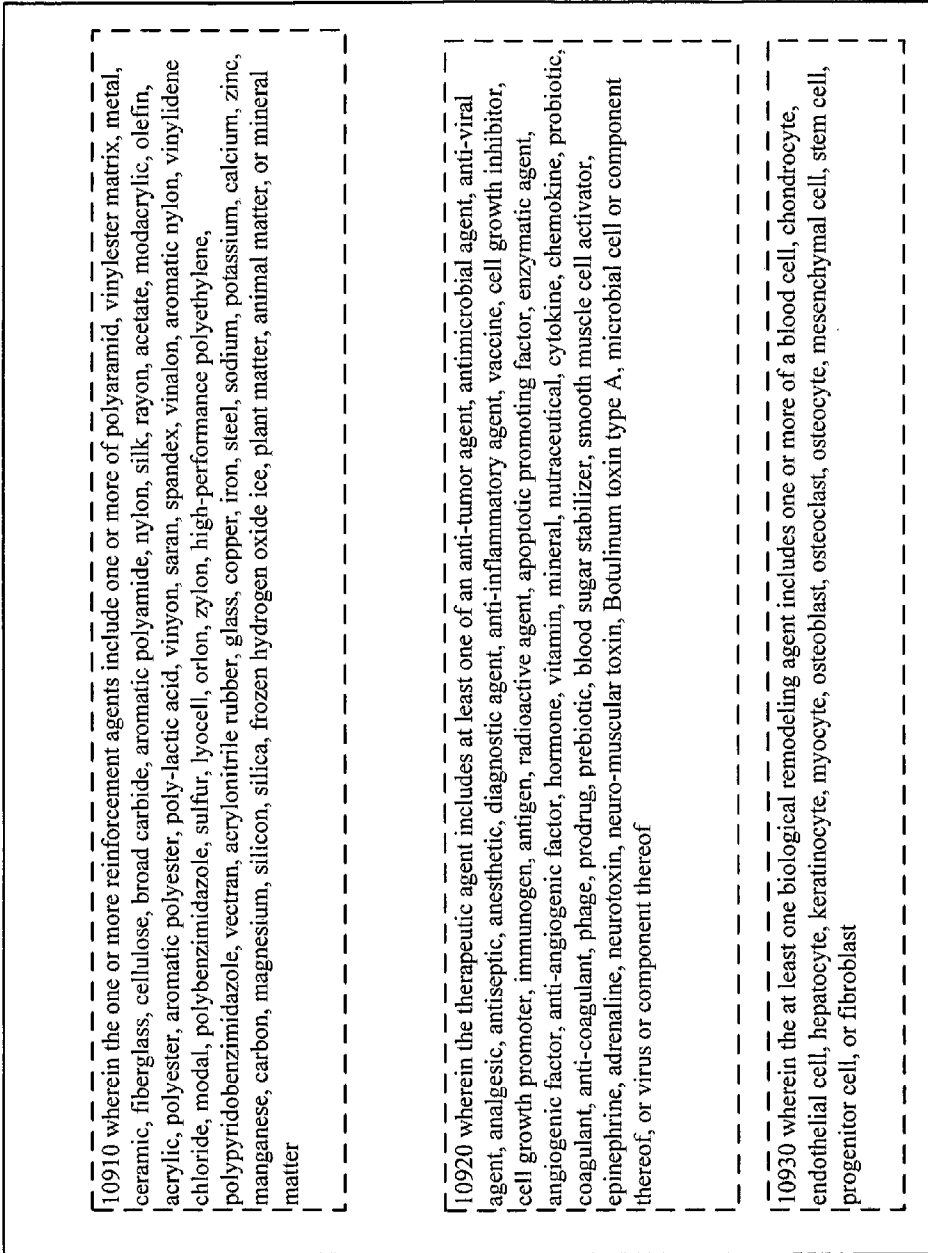 10910 wherein the one or more reinforcement agents include one or more of polyaramid, vinylester matrix, metal,
ceramic, fiberglass, cellulose, broad carbide, aromatic polyamide, nylon, silk, rayon, acetate, modacrylic, olefin,
acrylic, polyester, aromatic polyester, poly-lactic acid, vinyon, saran, spandex, vinalon, aromatic nylon, vinylidene
chloride, modal, polybenzimidazole, sulfur, lyocell, orlon, zylon, high-performance polyethylene,
polypyridobenzimidazole, vectran, acrylonitrile rubber, glass, copper, iron, steel, sodium, potassium, calcium, zinc,
manganese, carbon, magnesium, silicon, silica, frozen hydrogen oxide ice, plant matter, animal matter, or mineral
matter
10920 wherein the therapeutic agent includes at least one of an anti-tumor agent, antimicrobial agent, anti-viral
agent, analgesic, antiseptic, anesthetic, diagnostic agent, anti-inflammatory agent, vaccine, cell growth inhibitor,
cell growth promoter, immunogen, antigen, radioactive agent, apoptotic promoting factor, enzymatic agent,
angiogenic factor, anti-angiogenic factor, hormone, vitamin, mineral, nutraceutical, cytokine, chemokine, probiotic,
coagulant, anti-coagulant, phage, prodrug, prebiotic, blood sugar stabilizer, smooth muscle cell activator,
epinephrine, adrenaline, neurotoxin, neuro-muscular toxin, Botulinum toxin type A, microbial cell or component
thereof, or virus or component thereof
10930 wherein the at least one biological remodeling agent includes one or more of a blood cell, chondrocyte,
endothelial cell, hepatocyte, keratinocyte, myocyte, osteoblast, osteoclast, osteocyte, mesenchymal cell, stem cell,
progenitor cell, or fibroblast